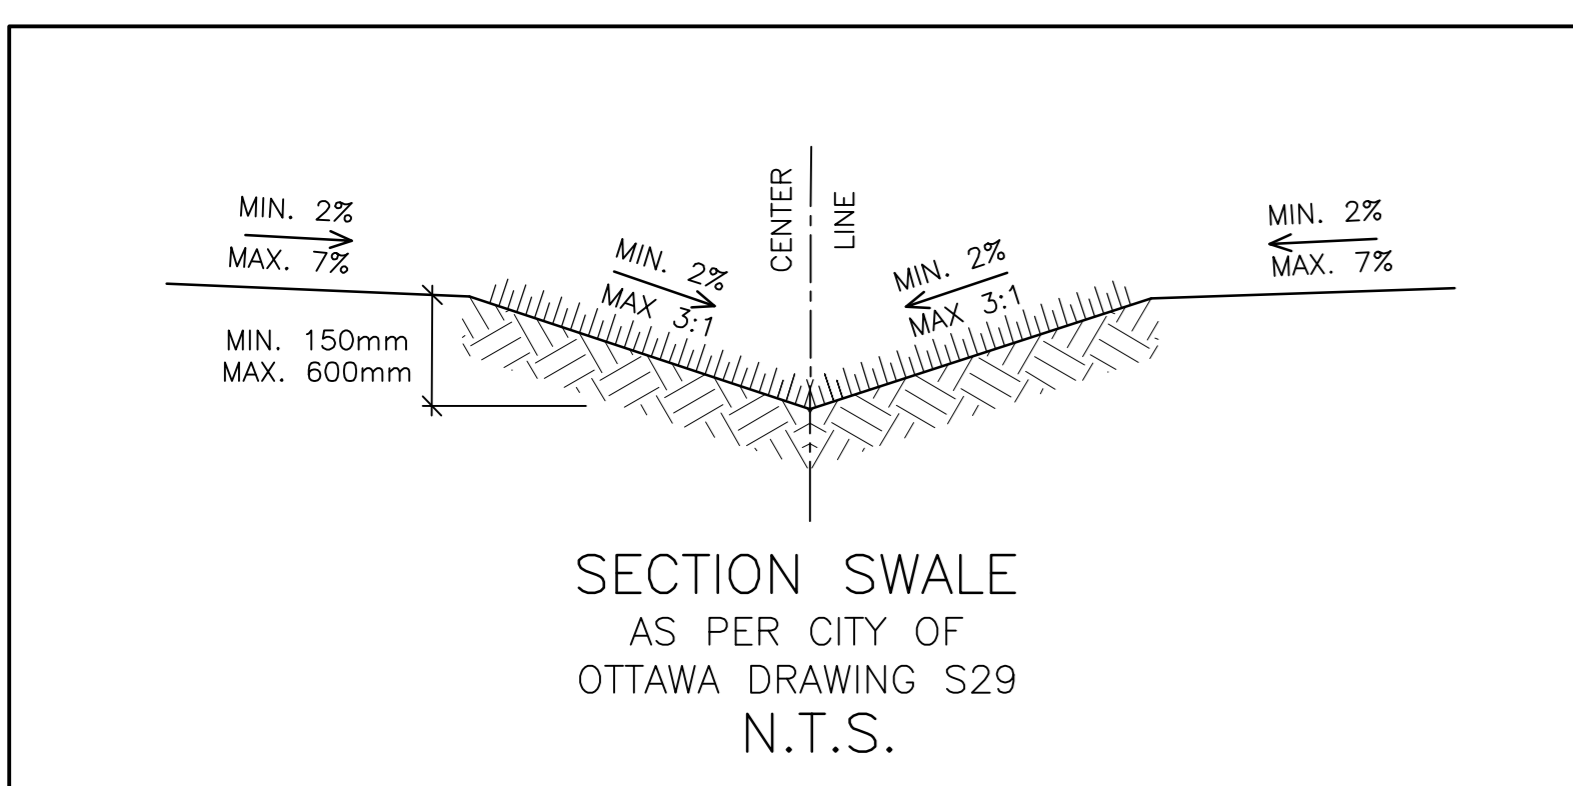 MIN. 2%
MAX. 7%
MIN. 150mm
MAX. 600mm
MIN. 2%
MAX 3:1
CENTER
LINE
MIN. 2%
MAX 3:1
MIN. 2%
MAX. 7%
SECTION SWALE
AS PER CITY OF
OTTAWA DRAWING S29
N.T.S.